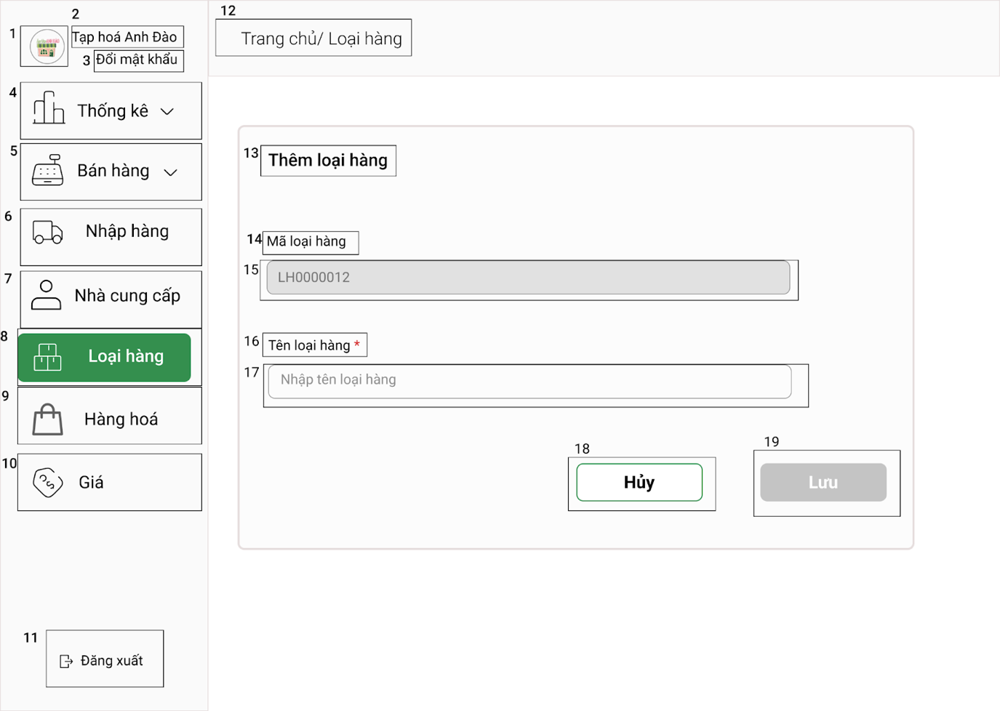 2
1
Tạp hoá Anh Đào
3 Đổi mật khẩu
4
Thống kê
5
Bán hàng
6
Nhập hàng
7
Nhà cung cấp
8
Loại hàng
9
Hàng hoá
10
Giá
11
Đăng xuất
12
Trang chủ/ Loại hàng
13 Thêm loại hàng
14 Mã loại hàng
15 LH0000012
16 Tên loại hàng *
17 Nhập tên loại hàng
18
Hủy
19
Lưu